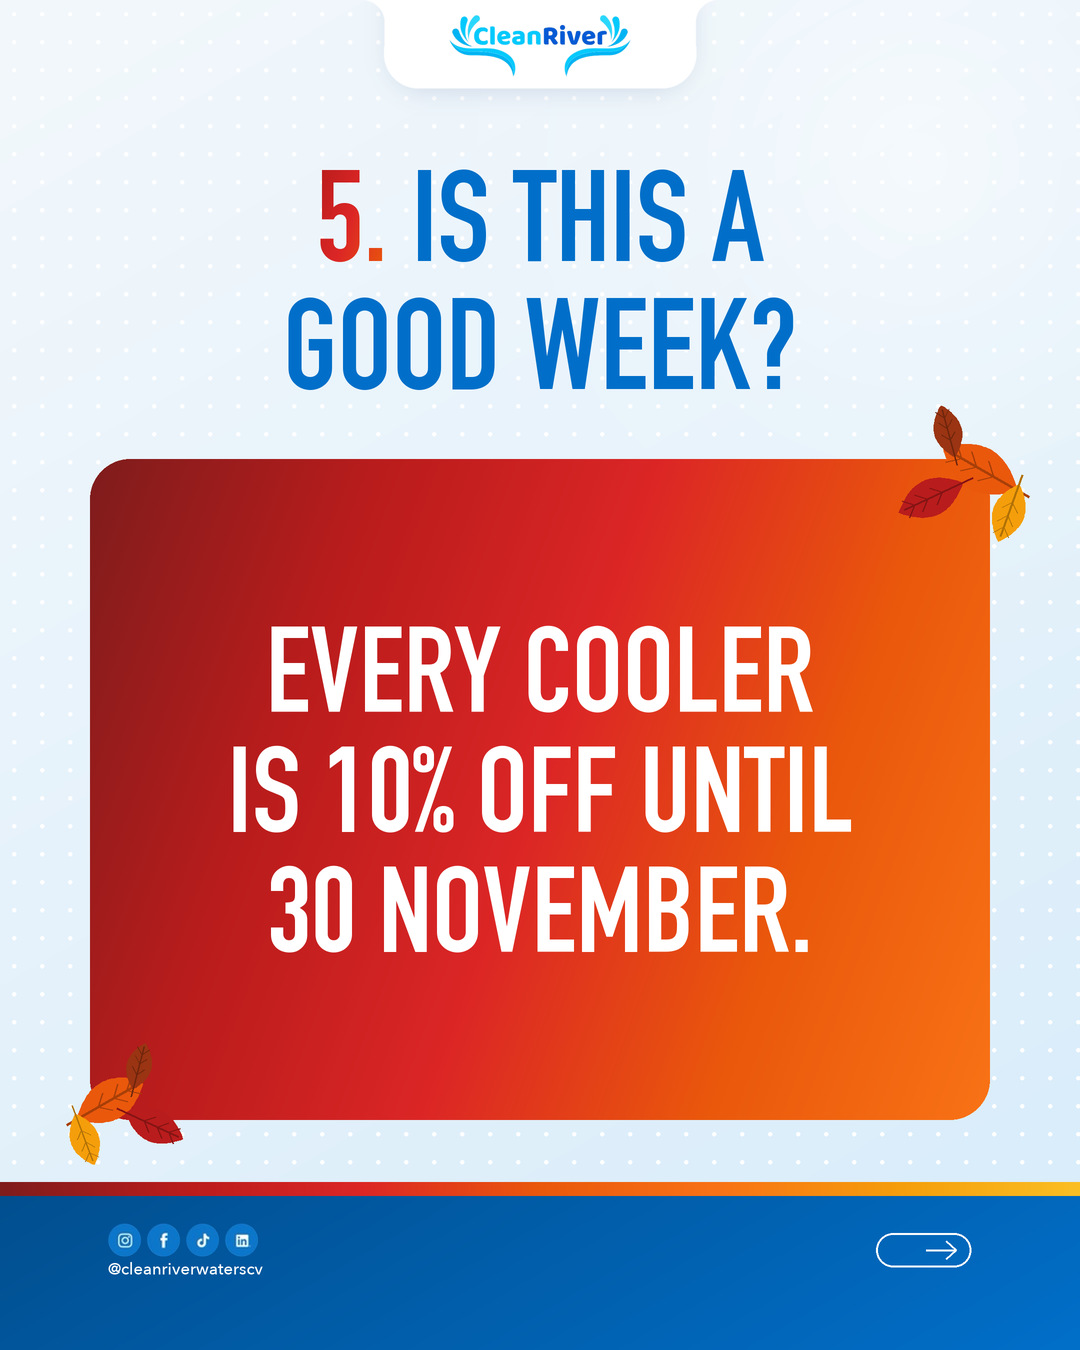 CleanRiver
5. IS THIS A
GOOD WEEK?
EVERY COOLER
IS 10% OFF UNTIL
30 NOVEMBER.
@cleanriverwaterscv